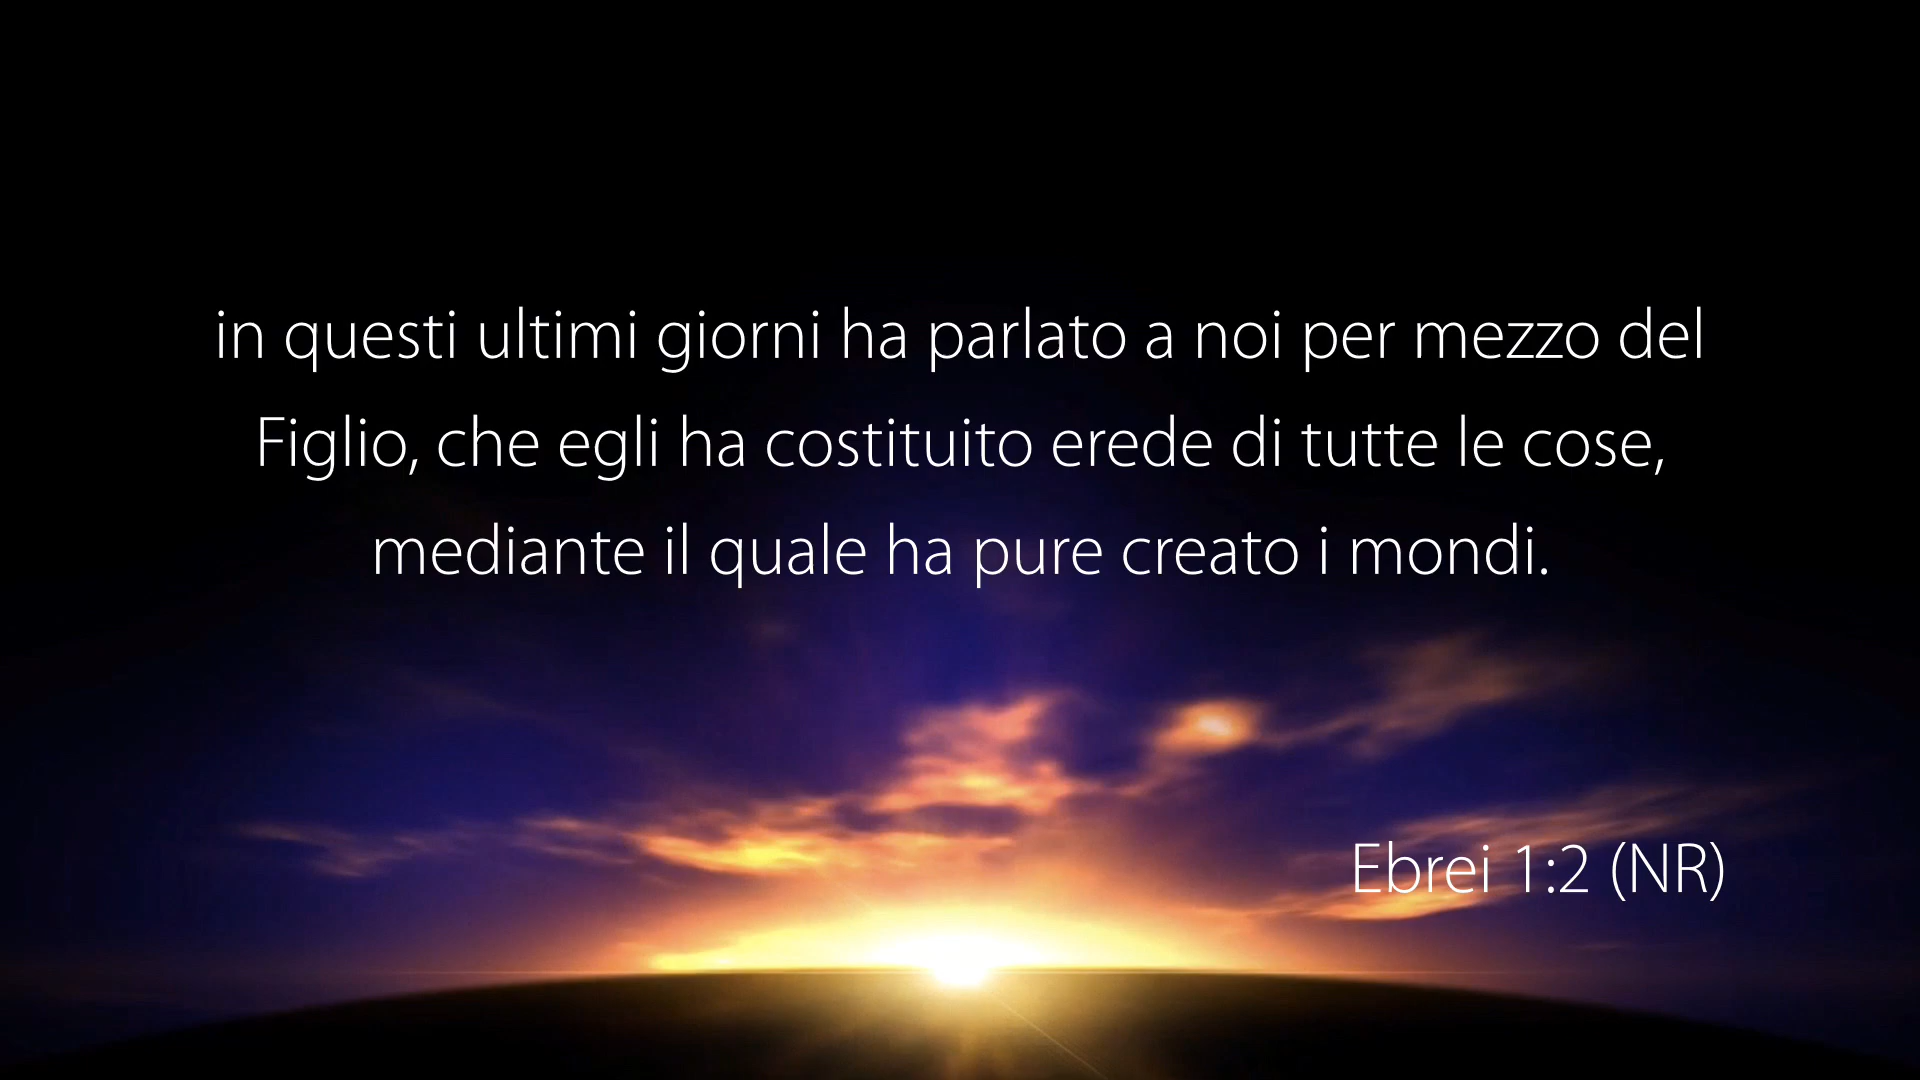 in questi ultimi giorni ha parlato a noi per mezzo del
Figlio, che egli ha costituito erede di tutte le cose,
mediante il quale ha pure creato i mondi.
Ebrei 1:2 (NR)